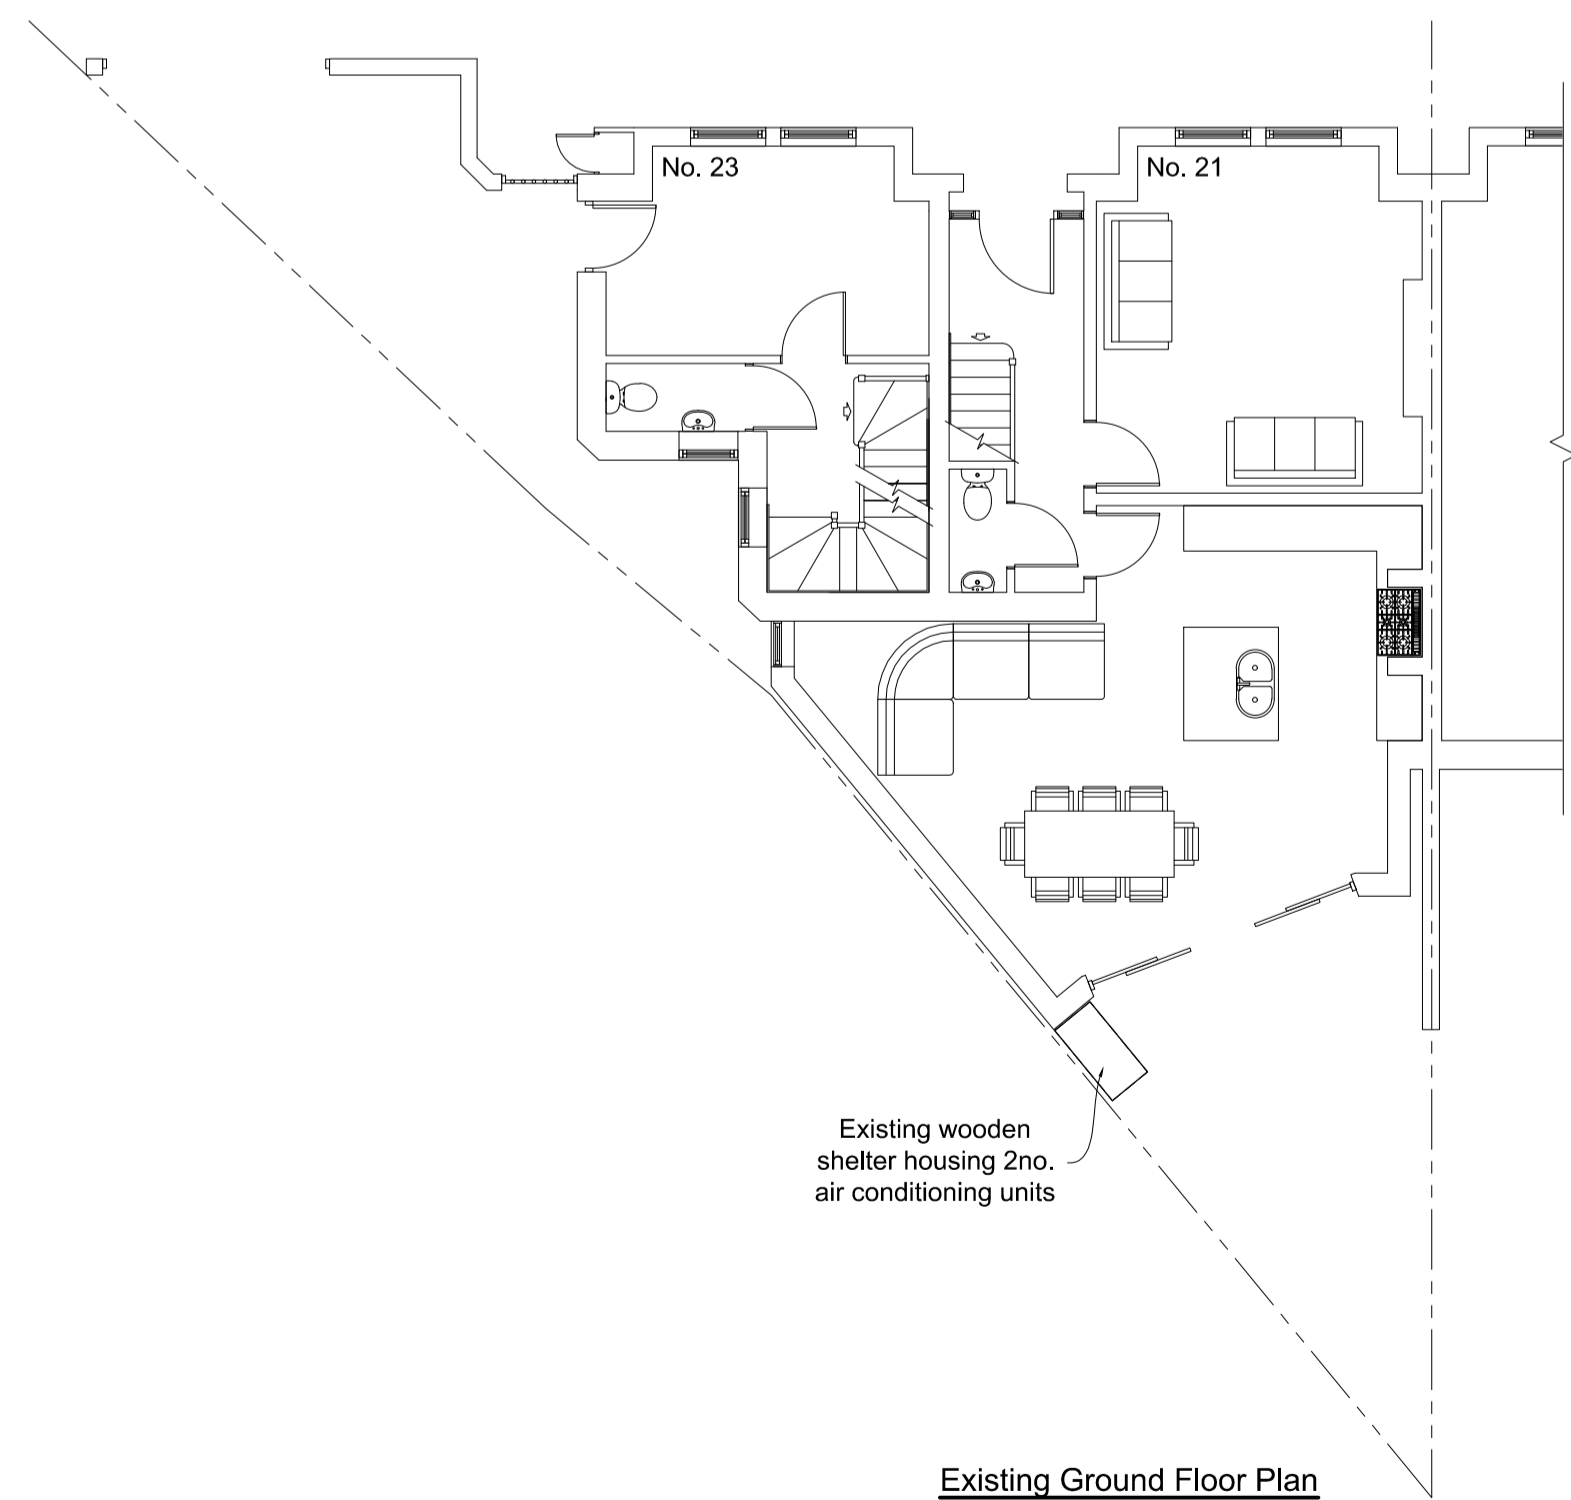 No. 23
No. 21
Existing wooden
shelter housing 2no.
air conditioning units
Existing Ground Floor Plan